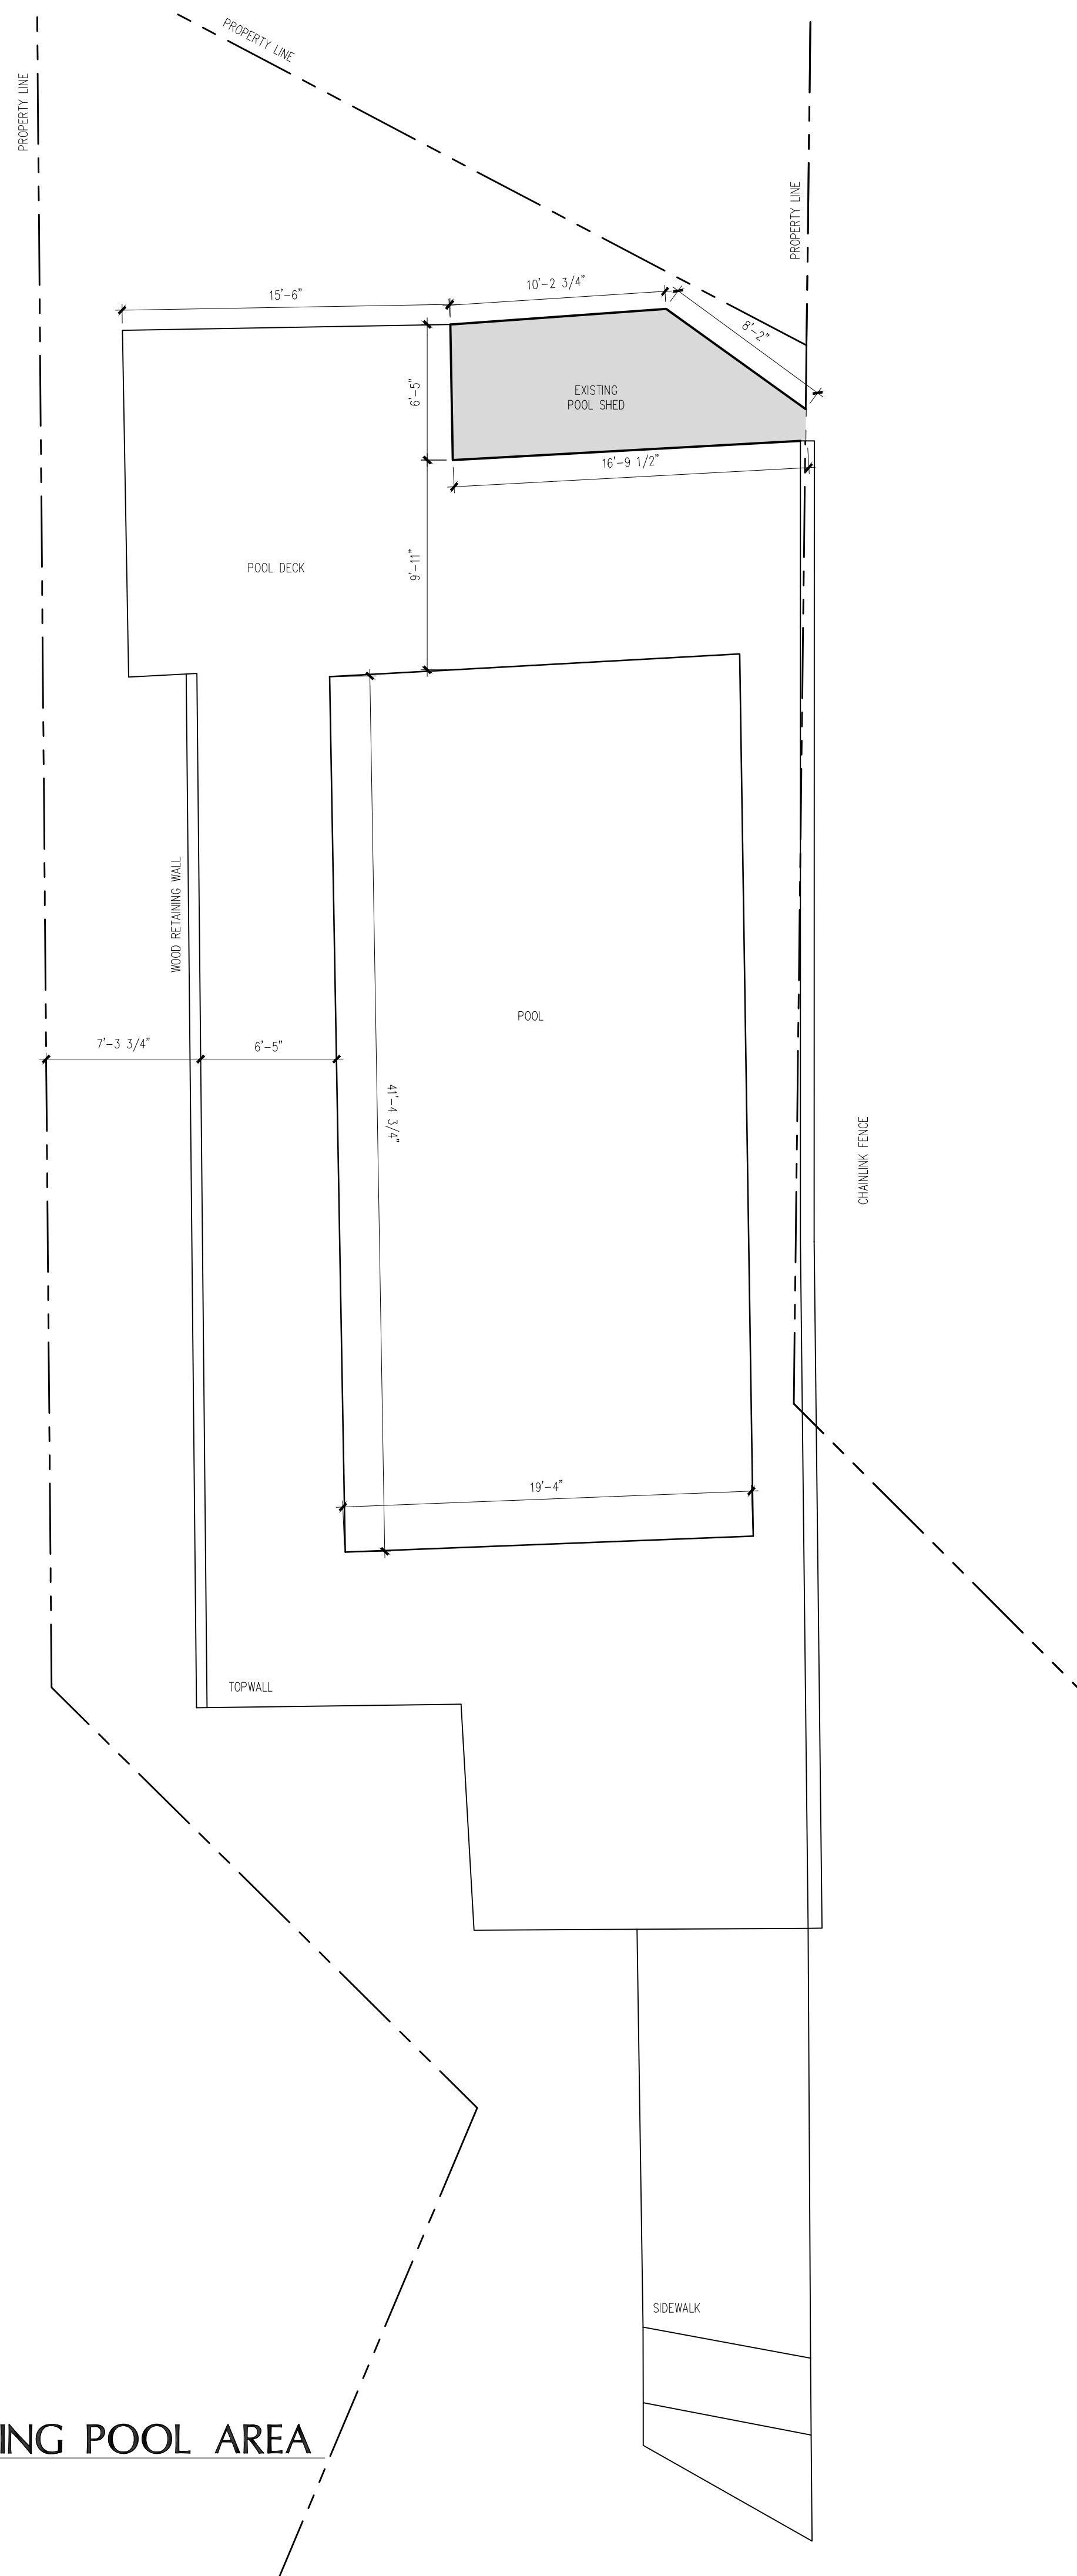 PROPERTY LINE
PROPERTY LINE
PROPERTY LINE
15'-6"
10'-2 3/4"
8'-2"
6'-5"
EXISTING
POOL SHED
16'-9 1/2"
9'-11"
POOL DECK
WOOD RETAINING WALL
POOL
7'-3 3/4"
6'-5"
41'-4 3/4"
CHAINLINK FENCE
19'-4"
TOPWALL
SIDEWALK
ING POOL AREA